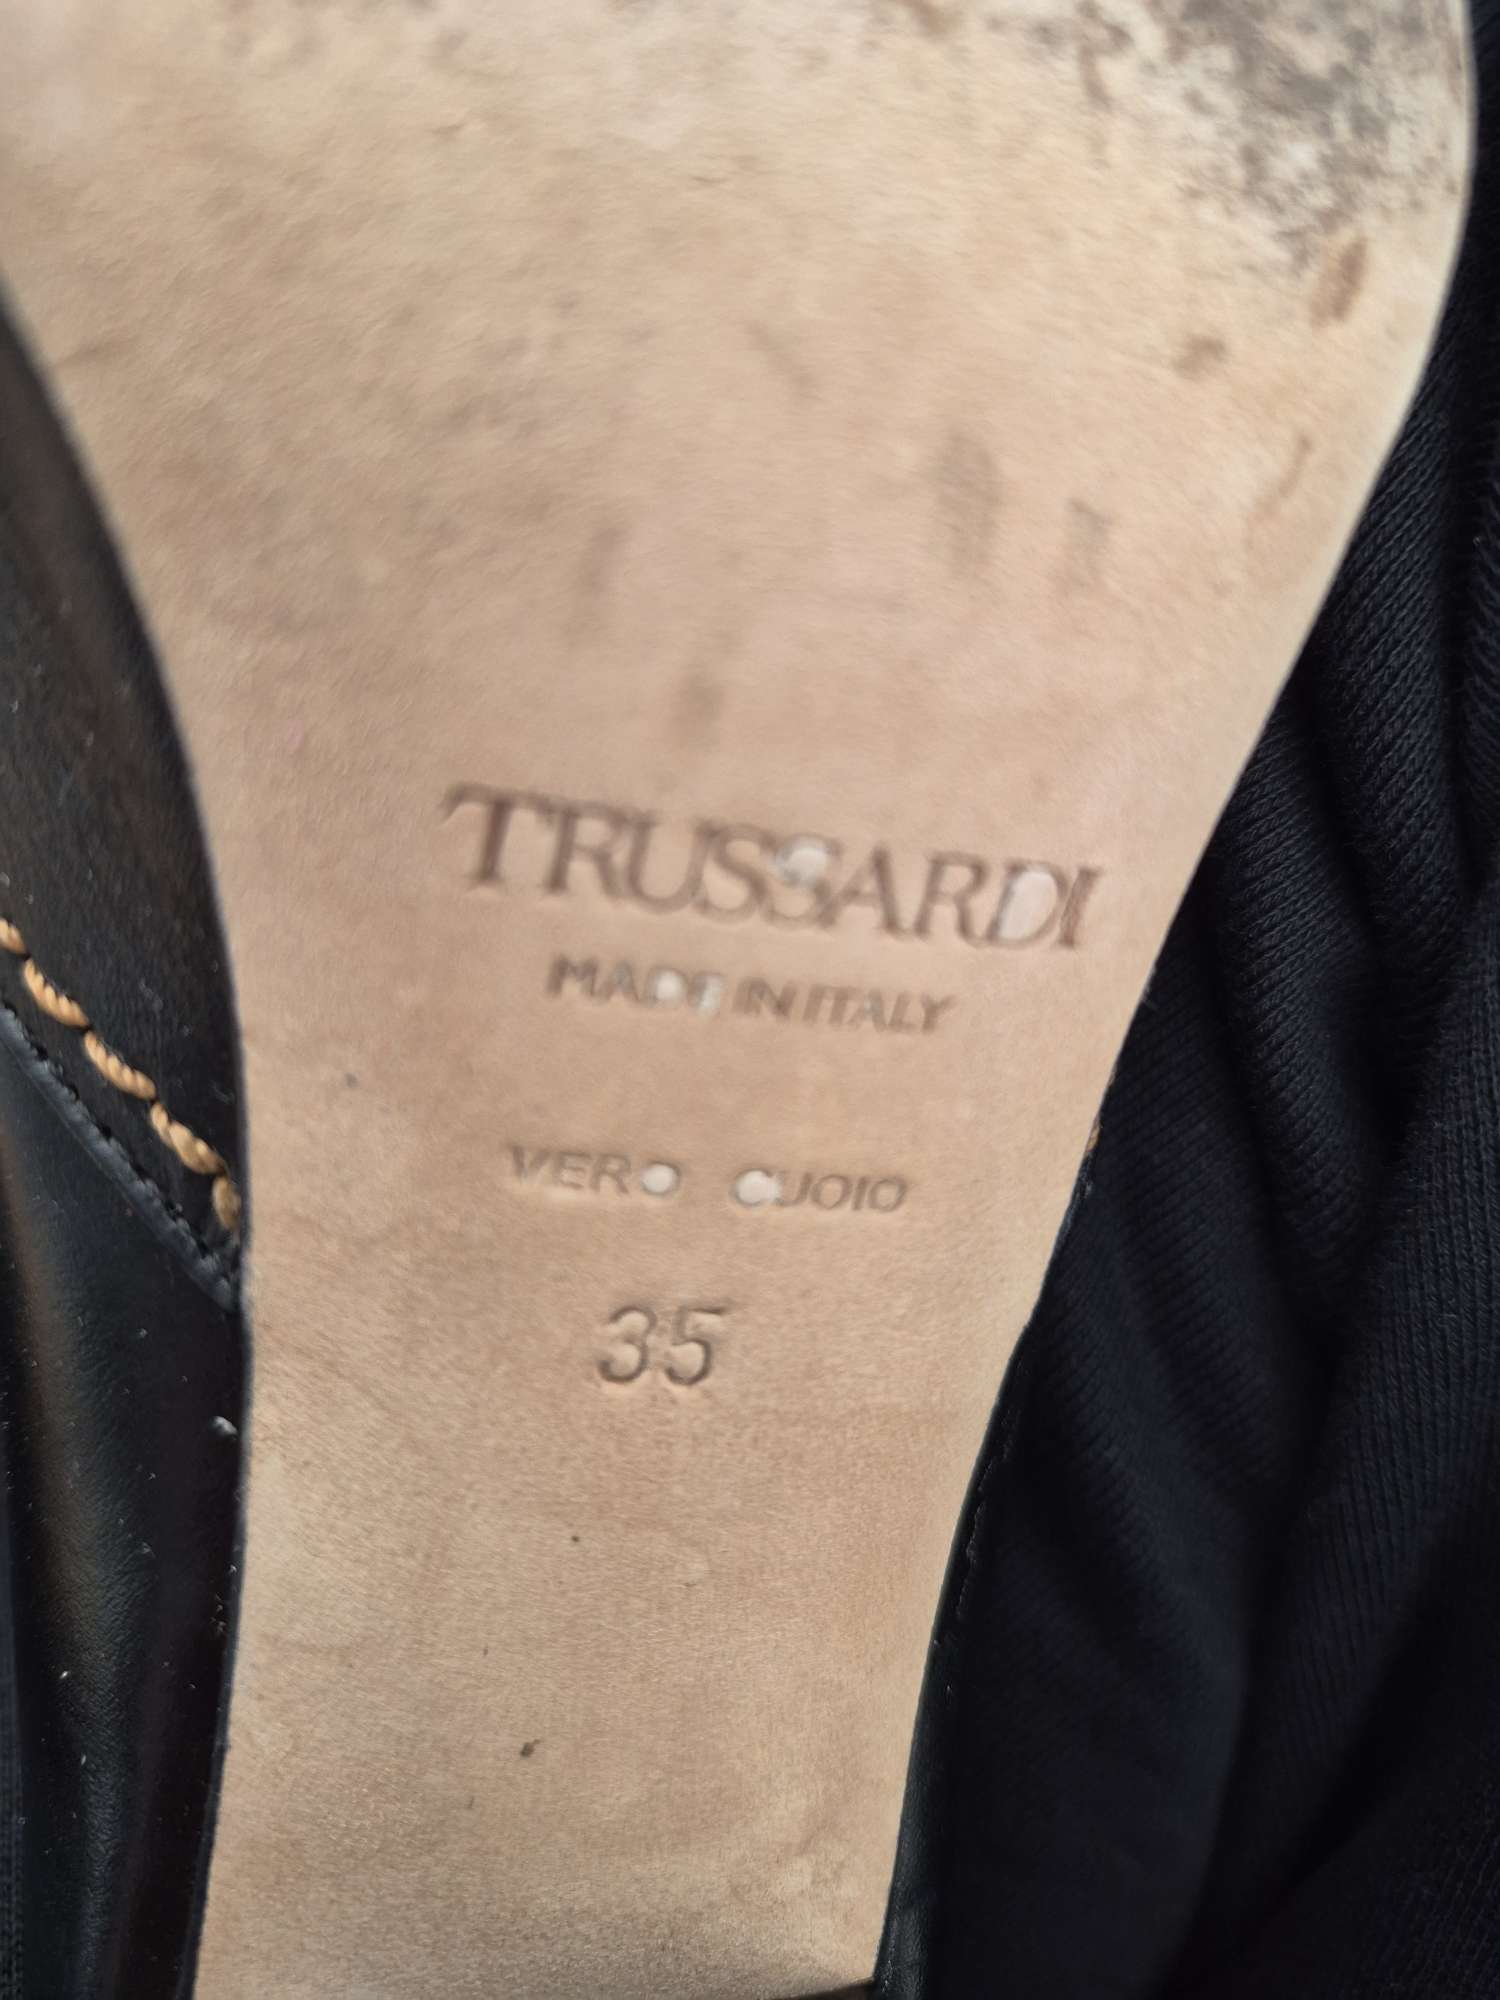 TRUSSARDI
MADE IN ITALY
VERO CUOIO
35